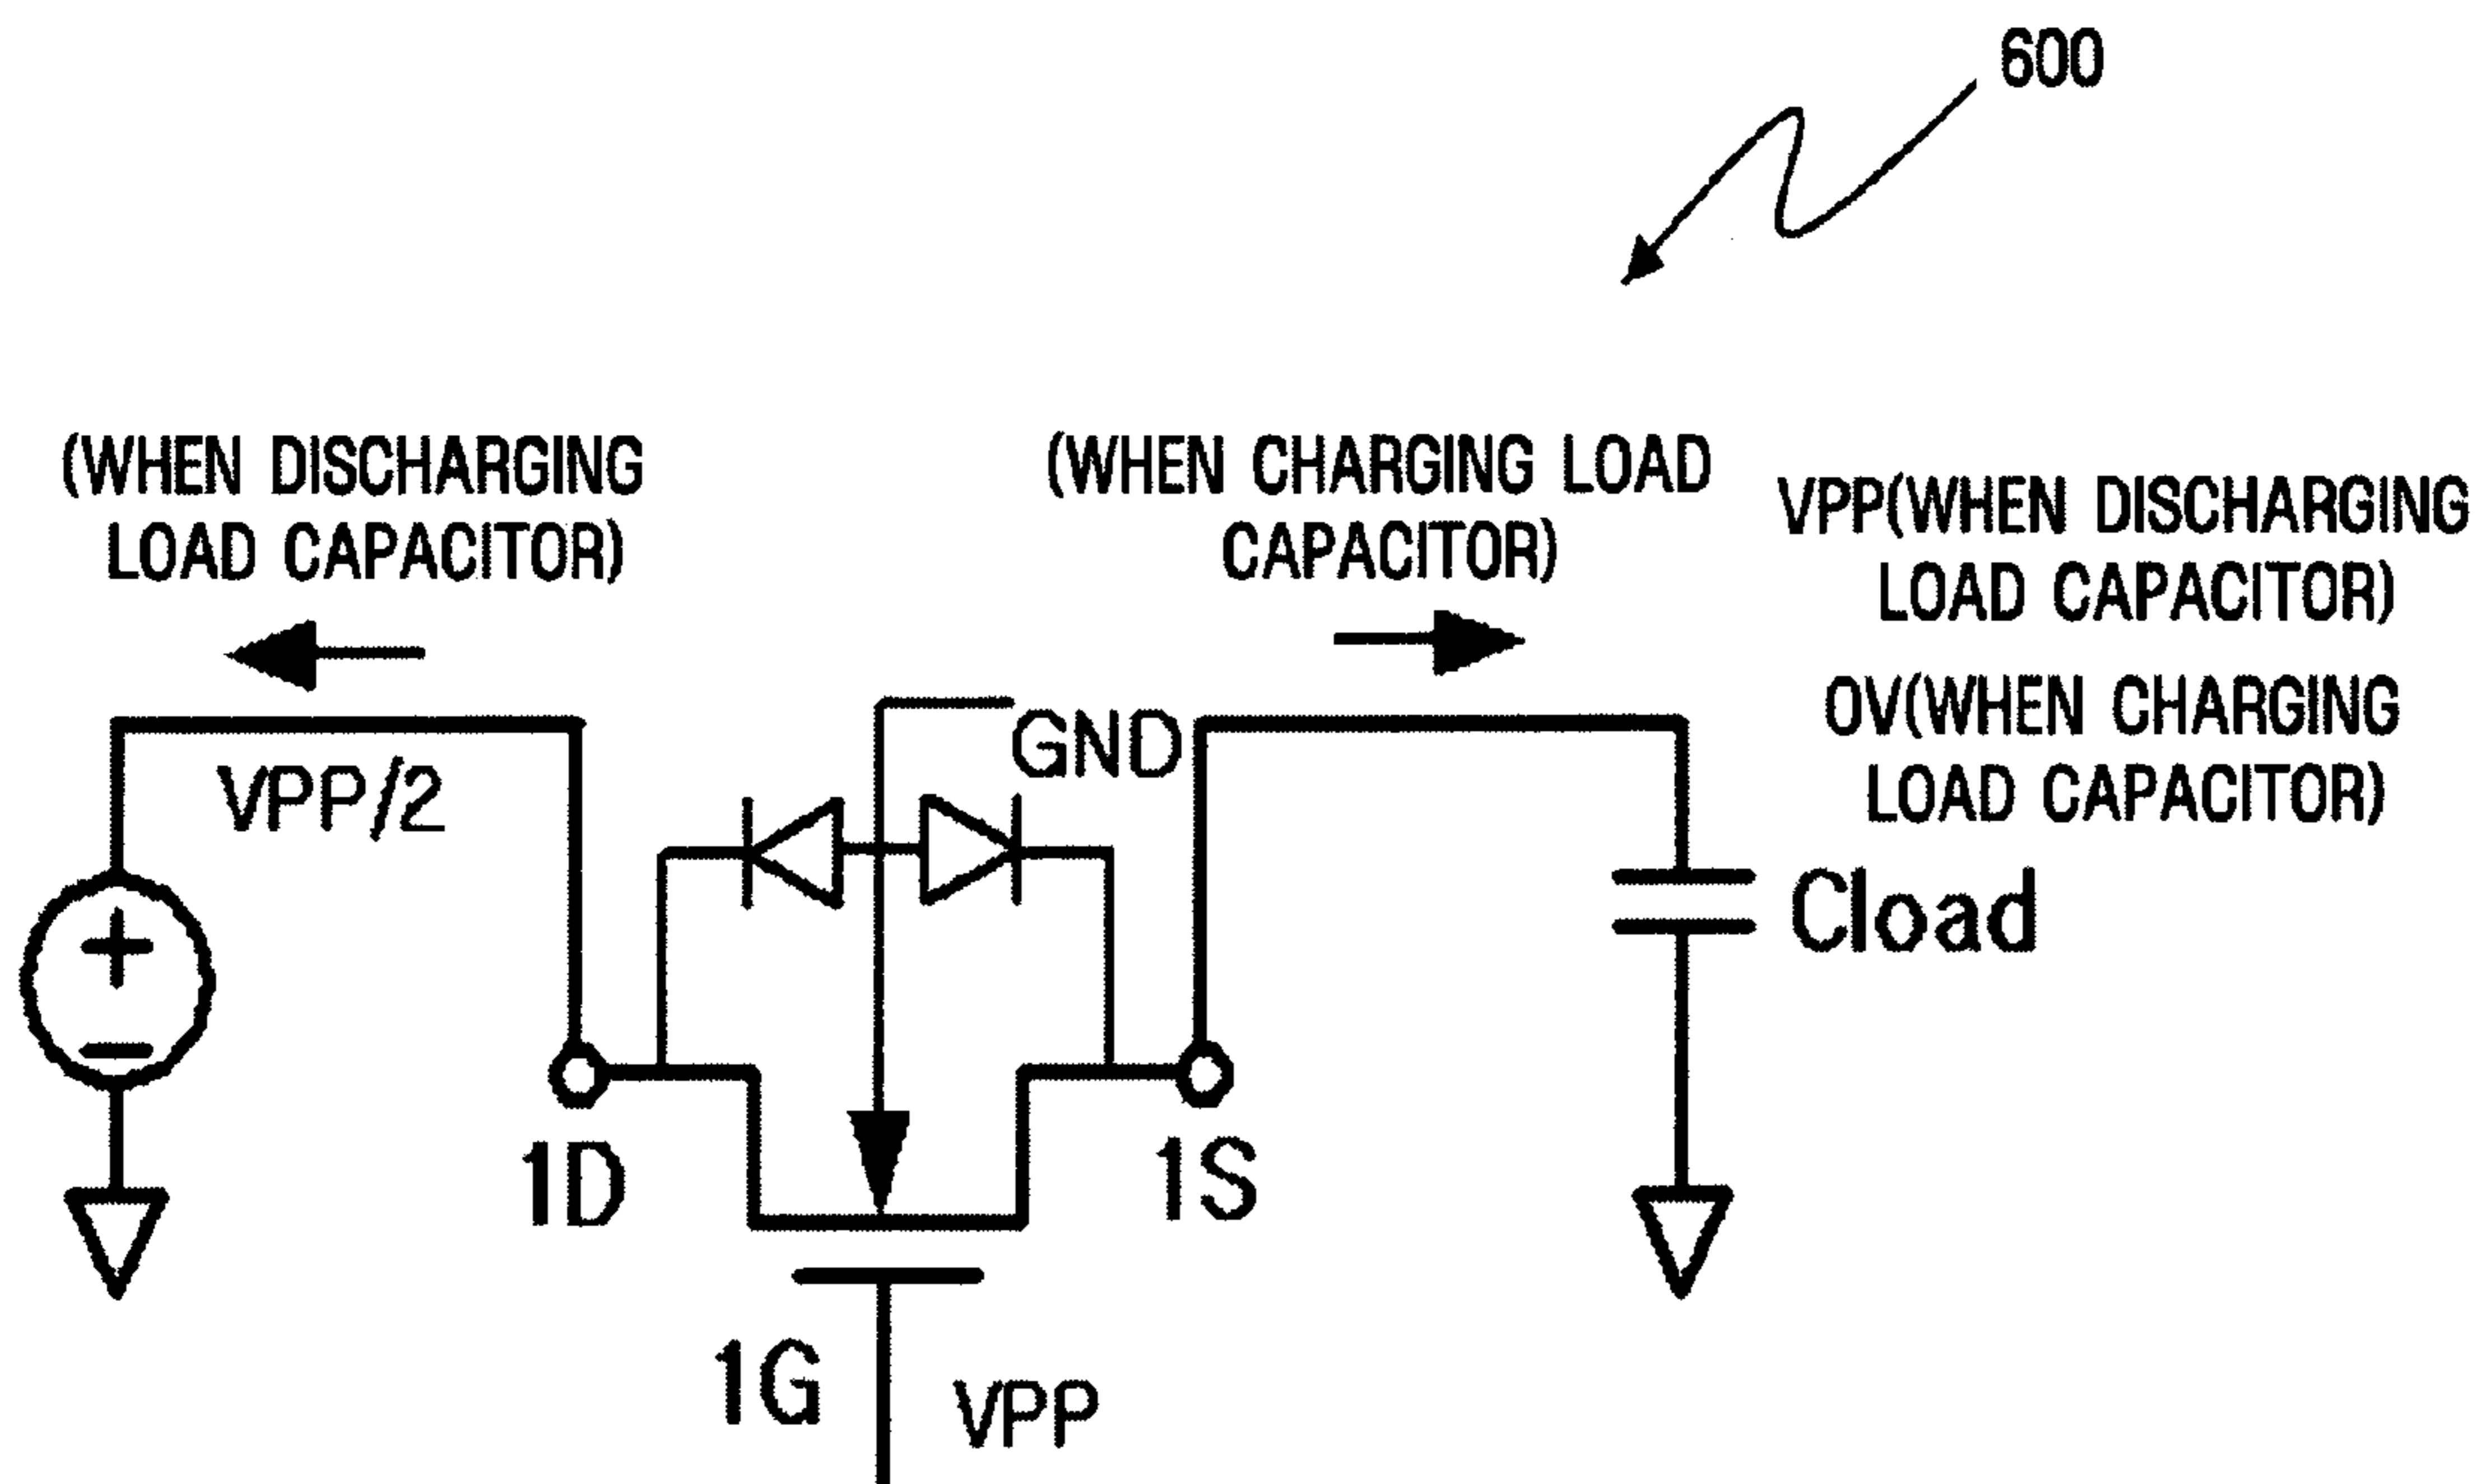 600
(WHEN DISCHARGING
LOAD CAPACITOR)
(WHEN CHARGING LOAD
CAPACITOR)
VPP(WHEN DISCHARGING
LOAD CAPACITOR)
0V(WHEN CHARGING
LOAD CAPACITOR)
GND
VPP/2
Cload
1D
1S
1G
VPP